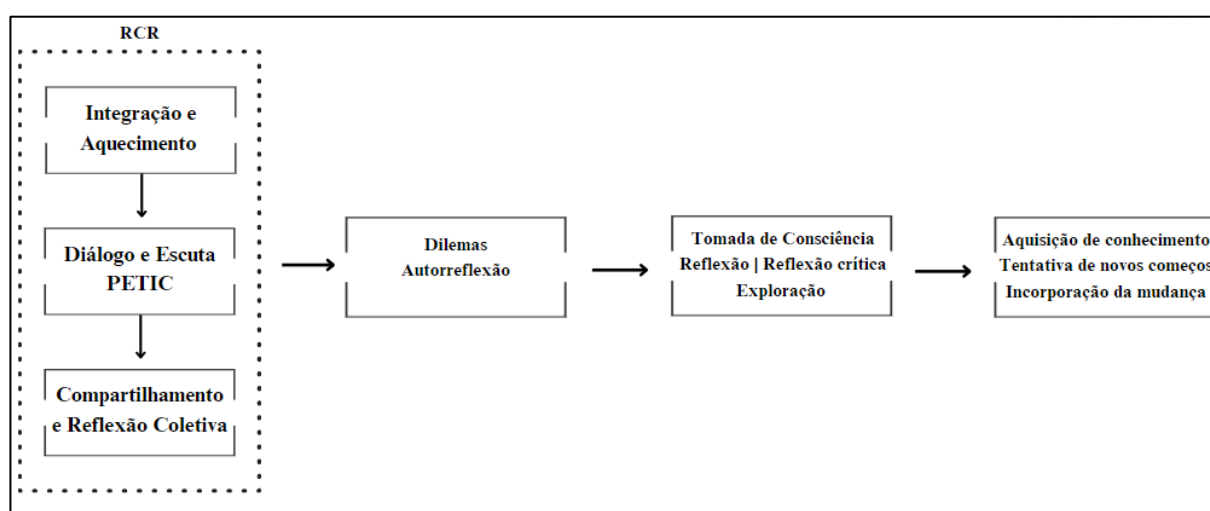 RCR
Integração e
Aquecimento
Diálogo e Escuta
PETIC
Compartilhamento
e Reflexão Coletiva
Dilemas
Autorreflexão
Tomada de Consciência
Reflexão | Reflexão crítica
Exploração
Aquisição de conhecimento
Tentativa de novos começos
Incorporação da mudança